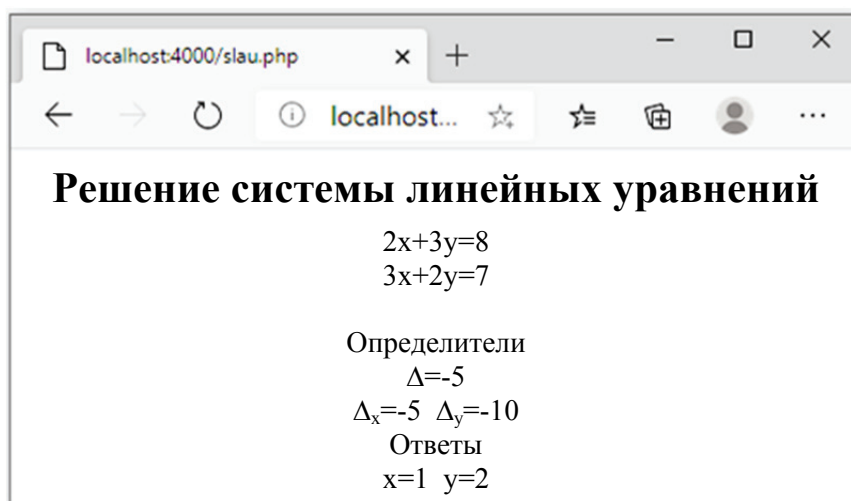 localhost:4000/slau.php
localhost...
Решение системы линейных уравнений
2x+3y=8
3x+2y=7
Определители
Δ=-5
Δx=-5 Δy=-10
Ответы
x=1 y=2